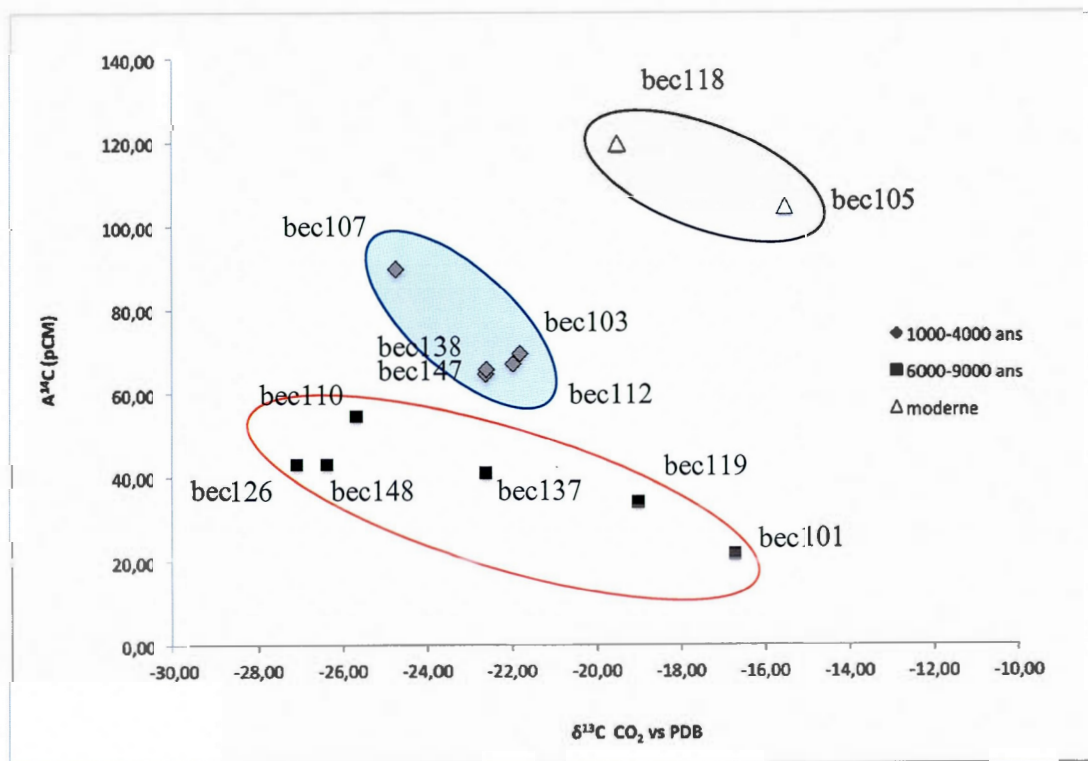 140,00
120,00
100,00
80,00
60,00
40,00
20,00
0,00
A¹⁴C (pCM)
bec118
bec105
bec107
bec103
bec138
bec147
bec112
bec110
bec119
bec126
bec148
bec137
bec101
1000-4000 ans
6000-9000 ans
moderne
-30,00 -28,00 -26,00 -24,00 -22,00 -20,00 -18,00 -16,00 -14,00 -12,00 -10,00
δ¹³C CO₂ vs PDB